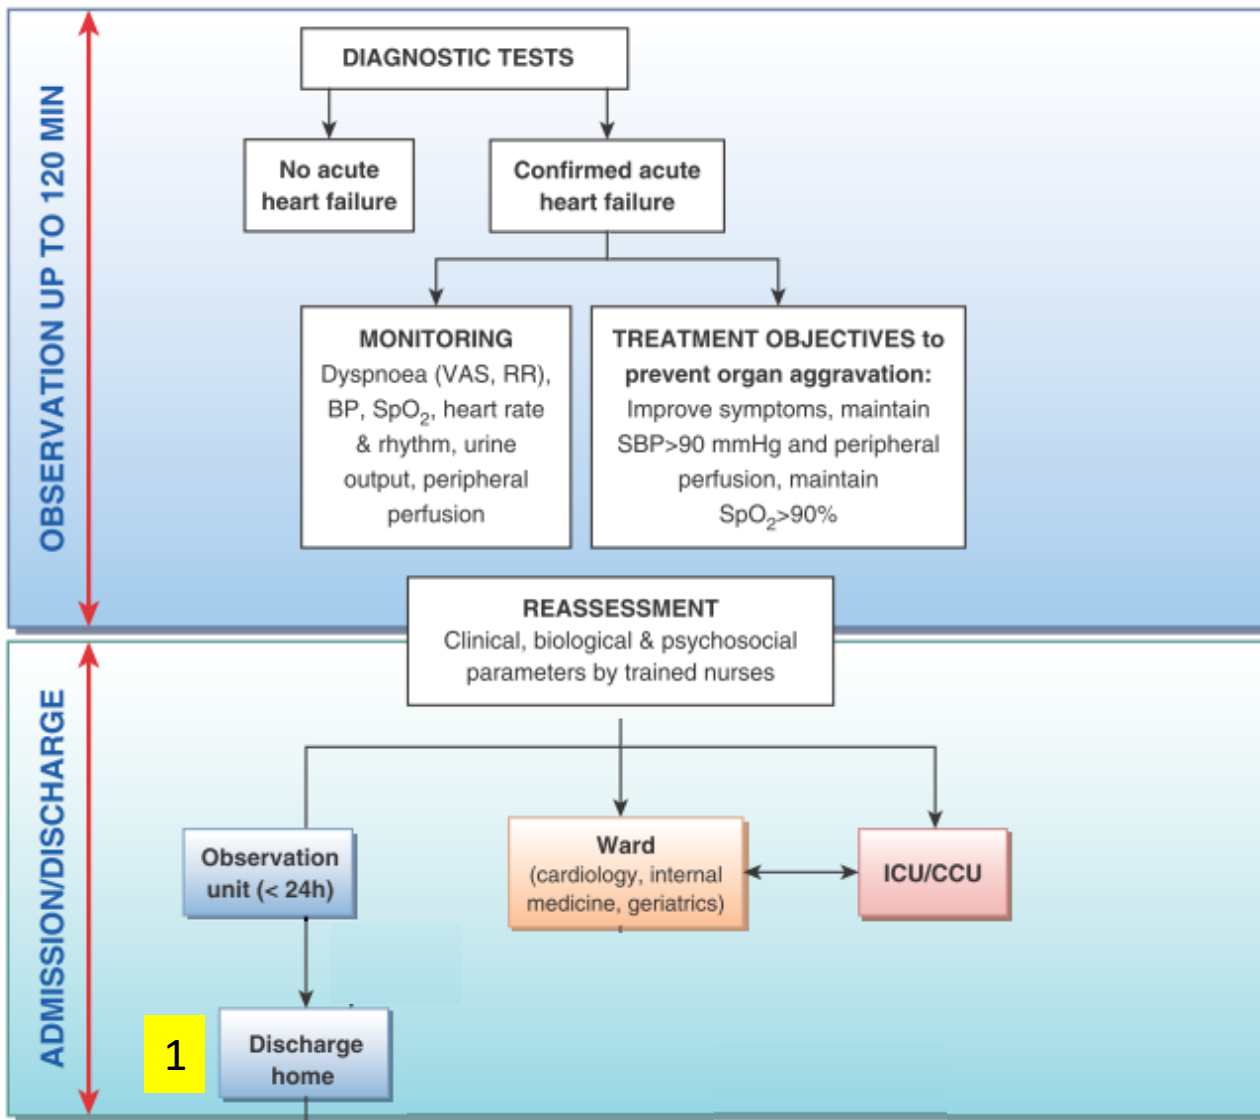 OBSERVATION UP TO 120 MIN
DIAGNOSTIC TESTS
No acute
heart failure
Confirmed acute
heart failure
MONITORING
Dyspnoea (VAS, RR),
BP, SpO₂, heart rate
& rhythm, urine
output, peripheral
perfusion
TREATMENT OBJECTIVES to
prevent organ aggravation:
Improve symptoms, maintain
SBP>90 mmHg and peripheral
perfusion, maintain
SpO₂>90%
REASSESSMENT
Clinical, biological & psychosocial
parameters by trained nurses
ADMISSION/DISCHARGE
Observation
unit (< 24h)
Ward
(cardiology, internal
medicine, geriatrics)
ICU/CCU
1
Discharge
home